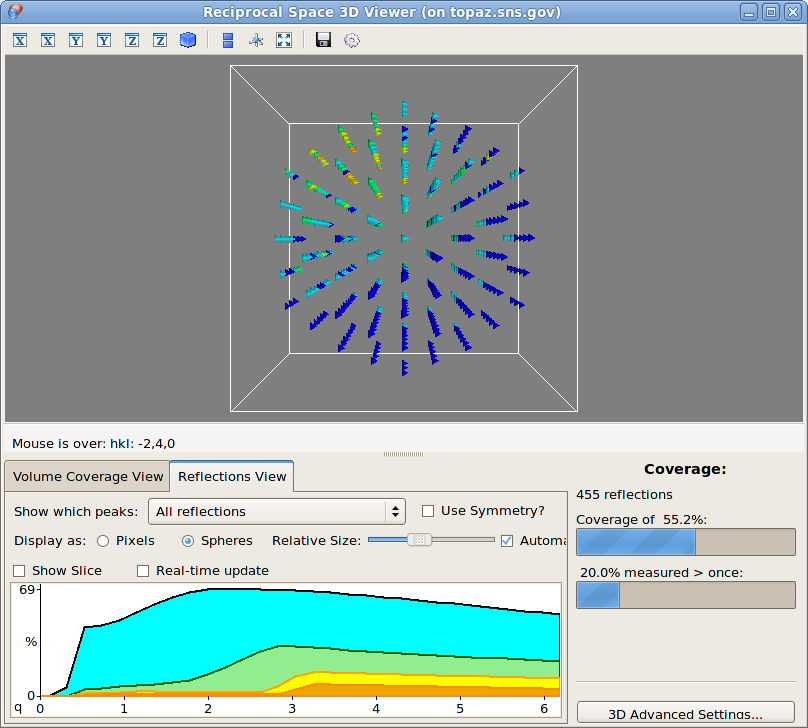 Reciprocal Space 3D Viewer (on topaz.sns.gov)
X X Y Y Z Z
Mouse is over: hkl: -2,4,0
Volume Coverage View
Reflections View
Show which peaks:
All reflections
Use Symmetry?
Display as:
Pixels
Spheres
Relative Size:
Automa
Show Slice
Real-time update
69
%
0
q 0 1 2 3 4 5 6
Coverage:
455 reflections
Coverage of 55.2%:
20.0% measured > once:
3D Advanced Settings...